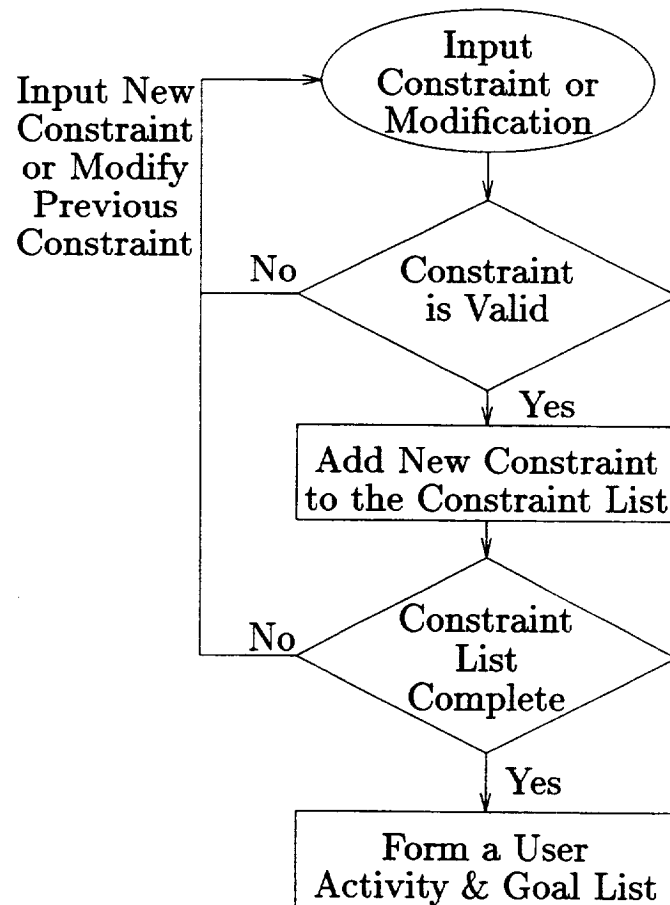 Input
Constraint or
Modification
Input New
Constraint
or Modify
Previous
Constraint
No
Constraint
is Valid
Yes
Add New Constraint
to the Constraint List
No
Constraint
List
Complete
Yes
Form a User
Activity & Goal List